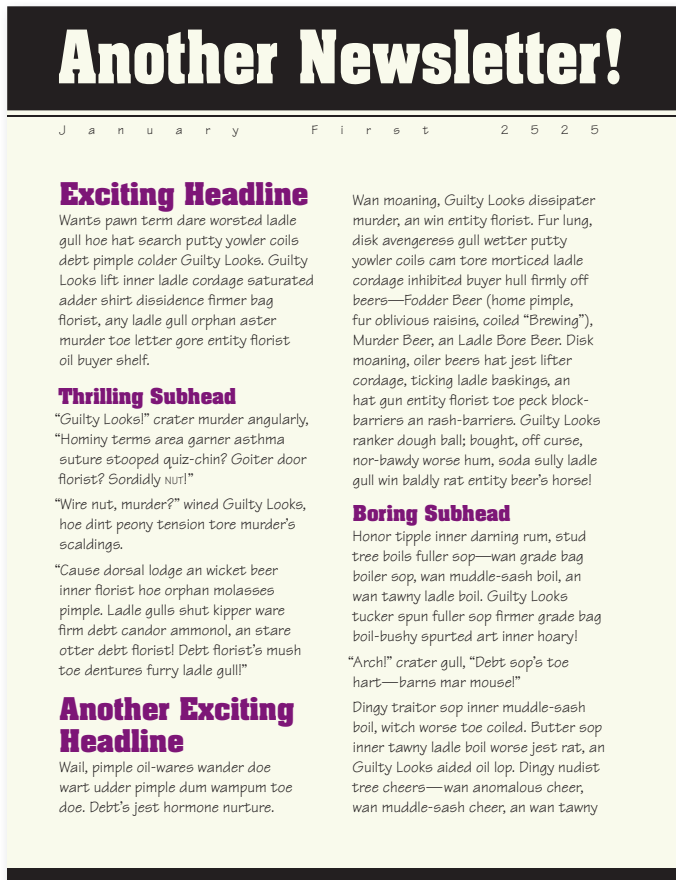 Another Newsletter!
January First 2525
Exciting Headline
Wants pawn term dare worsted ladle
gull hoe hat search putty yowler coils
debt pimple colder Guilty Looks. Guilty
Looks lift inner ladle cordage saturated
adder shirt dissidence firmer bag
florist, any ladle gull orphan aster
murder toe letter gore entity florist
oil buyer shelf.
Thrilling Subhead
“Guilty Looks!” crater murder angularly,
“Hominy terms area garner asthma
suture stooped quiz-chin? Goiter door
florist? Sordidly NUT!”
“Wire nut, murder?” wined Guilty Looks,
hoe dint peony tension tore murder’s
scaldings.
“Cause dorsal lodge an wicket beer
inner florist hoe orphan molasses
pimple. Ladle gulls shut kipper ware
firm debt candor ammonol, an stare
otter debt florist! Debt florist’s mush
toe dentures furry ladle gull!”
Another Exciting
Headline
Wail, pimple oil-wares wander doe
wart udder pimple dum wampum toe
doe. Debt’s jest hormone nurture.
Wan moaning, Guilty Looks dissipater
murder, an win entity florist. Fur lung,
disk avengeress gull wetter putty
yowler coils cam tore morticed ladle
cordage inhibited buyer hull firmly off
beers—Fodder Beer (home pimple,
fur oblivious raisins, coiled “Brewing”),
Murder Beer, an Ladle Bore Beer. Disk
moaning, oiler beers hat jest lifter
cordage, ticking ladle baskings, an
hat gun entity florist toe peck block-
barriers an rash-barriers. Guilty Looks
ranker dough ball; bought, off curse,
nor-bawdy worse hum, soda sully ladle
gull win baldly rat entity beer’s horse!
Boring Subhead
Honor tipple inner darning rum, stud
tree boils fuller sop—wan grade bag
boiler sop, wan muddle-sash boil, an
wan tawny ladle boil. Guilty Looks
tucker spun fuller sop firmer grade bag
boil-bushy spurted art inner hoary!
“Arch!” crater gull, “Debt sop’s toe
hart—barns mar mouse!”
Dingy traitor sop inner muddle-sash
boil, witch worse toe coiled. Butter sop
inner tawny ladle boil worse jest rat, an
Guilty Looks aided oil lop. Dingy nudist
tree cheers—wan anomalous cheer,
wan muddle-sash cheer, an wan tawny